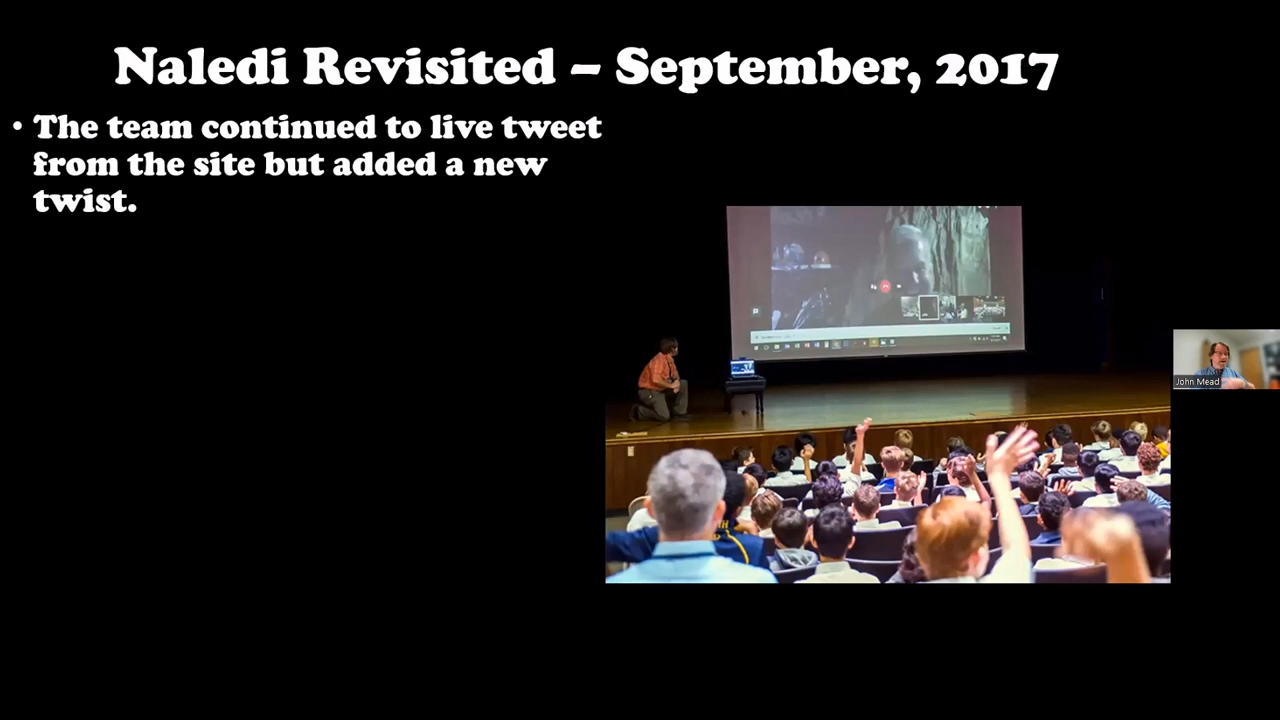 Naledi Revisited – September, 2017
• The team continued to live tweet
from the site but added a new
twist.
John Mead